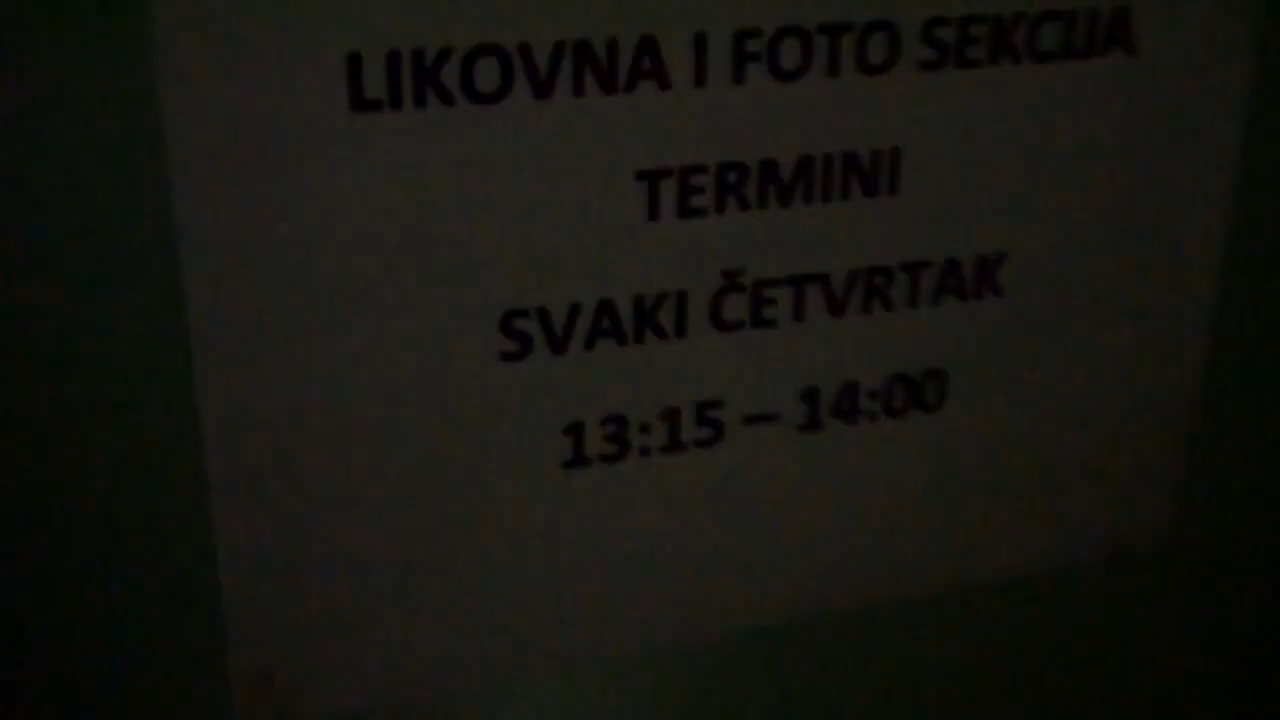 LIKOVNA I FOTO SEKCIJA
TERMINI
SVAKI ČETVRTAK
13:15 – 14:00